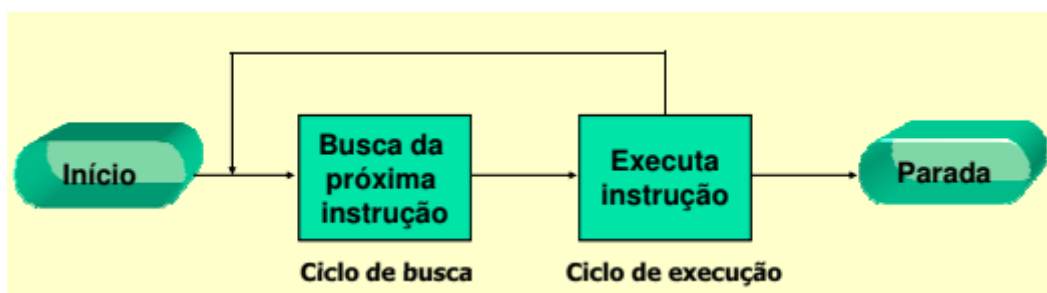 Início
Busca da
próxima
instrução
Executa
instrução
Parada
Ciclo de busca
Ciclo de execução